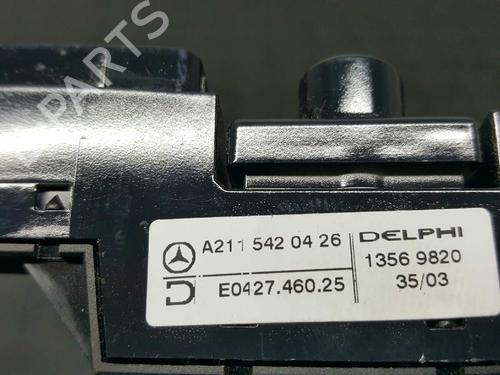 PARTS
A211 542 04 26 DELPHI
1356 9820
D E0427.460.25
35/03